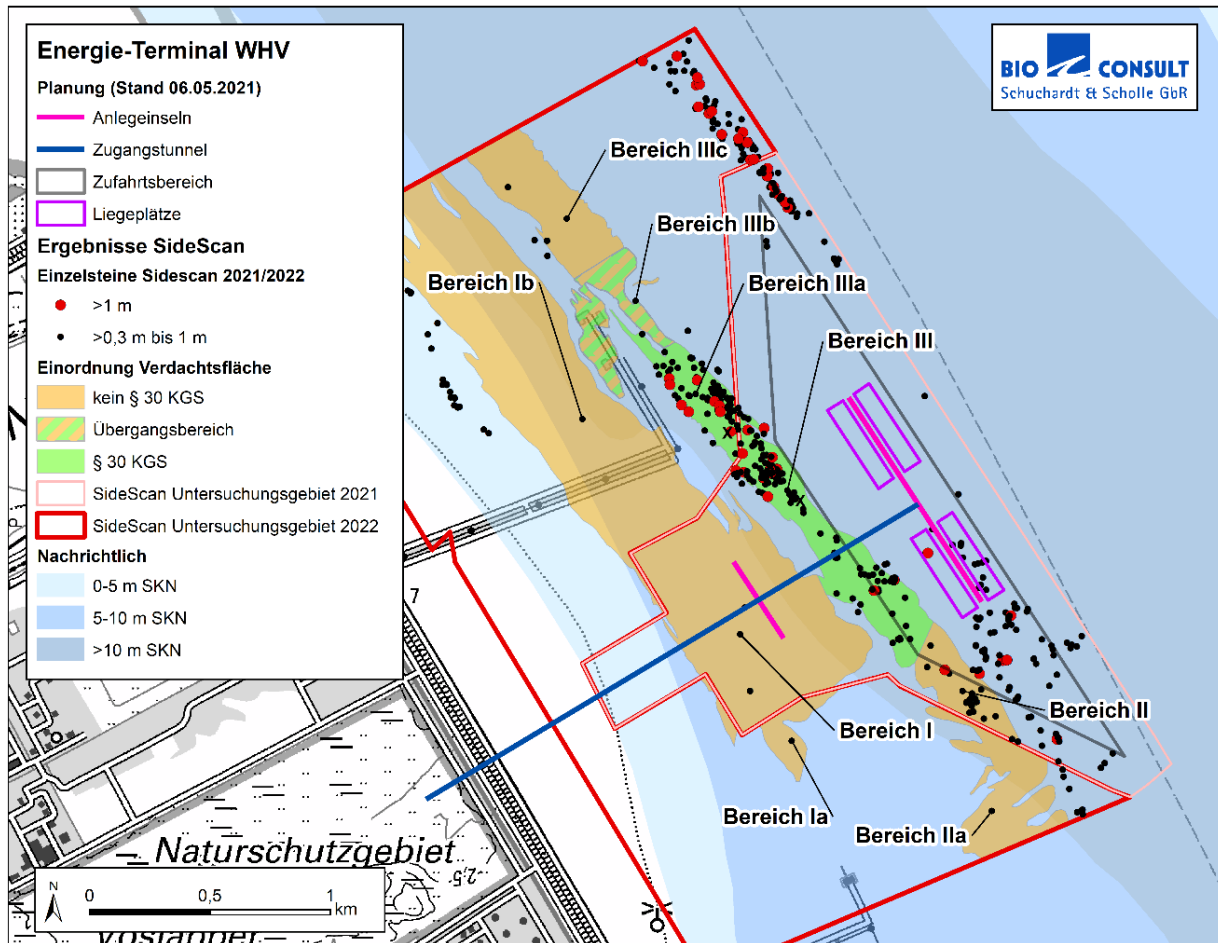 Energie-Terminal WHV
Planung (Stand 06.05.2021)
Anlegeinseln
Zugangstunnel
Zufahrtsbereich
Liegeplätze
Ergebnisse SideScan
Einzelsteine Sidescan 2021/2022
>1 m
>0,3 m bis 1 m
Einordnung Verdachtsfläche
kein § 30 KGS
Übergangsbereich
§ 30 KGS
SideScan Untersuchungsgebiet 2021
SideScan Untersuchungsgebiet 2022
Nachrichtlich
0-5 m SKN
5-10 m SKN
>10 m SKN
BIO CONSULT
Schuchardt & Scholle GbR
Bereich IIIc
Bereich IIIb
Bereich Ib
Bereich IIIa
Bereich III
X
X
7
Bereich II
Bereich I
Bereich Ia
Bereich IIa
Naturschutzgebiet
2,5
N
0 0,5 1
km